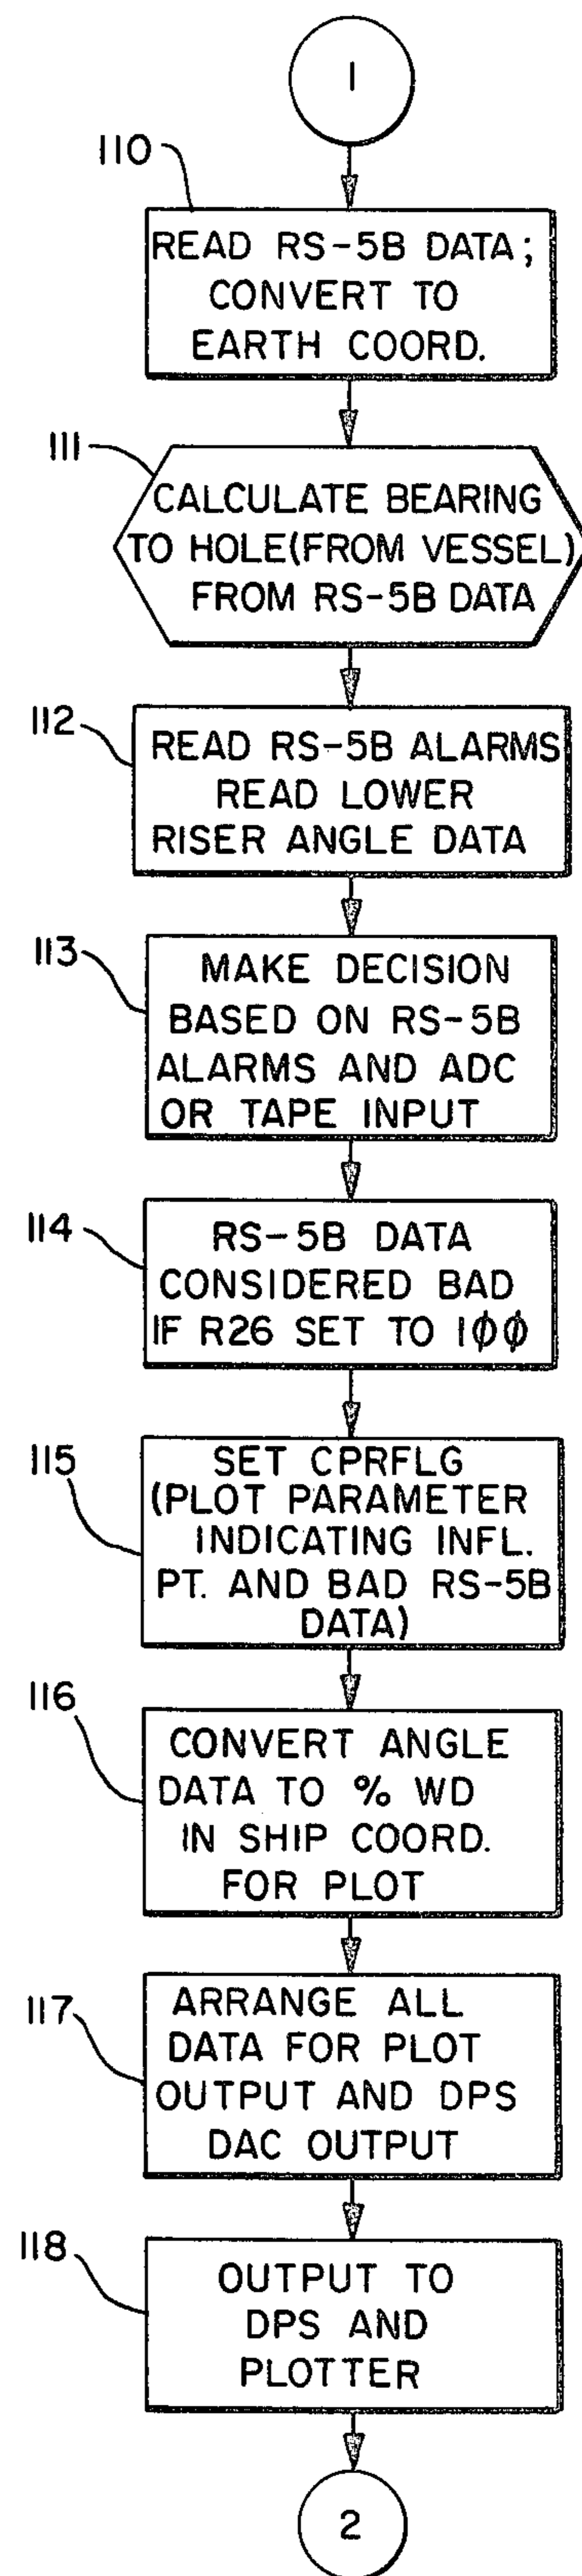 1
110
READ RS-5B DATA;
CONVERT TO
EARTH COORD.
111
CALCULATE BEARING
TO HOLE(FROM VESSEL)
FROM RS-5B DATA
112
READ RS-5B ALARMS
READ LOWER
RISER ANGLE DATA
113
MAKE DECISION
BASED ON RS-5B
ALARMS AND ADC
OR TAPE INPUT
114
RS-5B DATA
CONSIDERED BAD
IF R26 SET TO 1ØØ
115
SET CPRFLG
(PLOT PARAMETER
INDICATING INFL.
PT. AND BAD RS-5B
DATA)
116
CONVERT ANGLE
DATA TO % WD
IN SHIP COORD.
FOR PLOT
117
ARRANGE ALL
DATA FOR PLOT
OUTPUT AND DPS
DAC OUTPUT
118
OUTPUT TO
DPS AND
PLOTTER
2